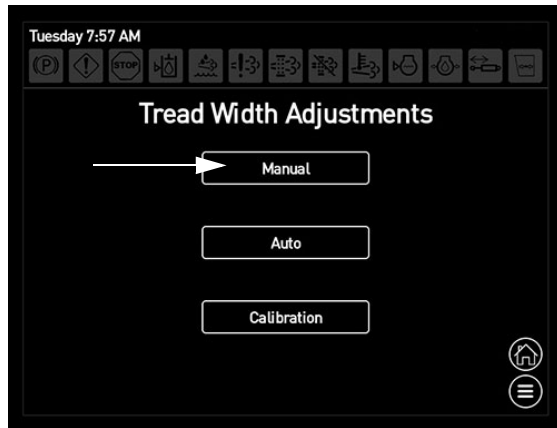 Tuesday 7:57 AM
(P) STOP
Tread Width Adjustments
Manual
Auto
Calibration